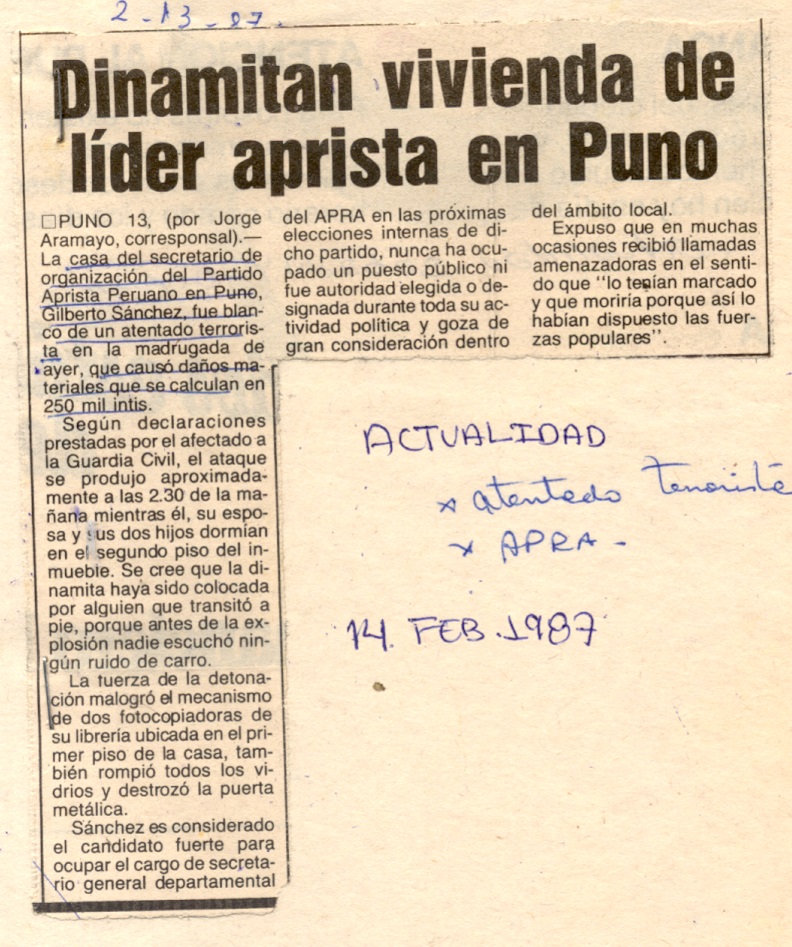 2-13-87.
Dinamitan vivienda de
líder aprista en Puno
□PUNO 13, (por Jorge
Aramayo, corresponsal).—
La casa del secretario de
organización del Partido
Aprista Peruano en Puno,
Gilberto Sánchez, fue blan-
co de un atentado terroris-
ta en la madrugada de
ayer, que causó daños ma-
teriales que se calculan en
250 mil intis.
Según declaraciones
prestadas por el afectado a
la Guardia Civil, el ataque
se produjo aproximada-
mente a las 2.30 de la ma-
ñana mientras él, su espo-
sa y sus dos hijos dormían
en el segundo piso del in-
mueble. Se cree que la di-
namita haya sido colocada
por alguien que transitó a
pie, porque antes de la ex-
plosión nadie escuchó nin-
gún ruido de carro.
La fuerza de la detona-
ción malogró el mecanismo
de dos fotocopiadoras de
su librería ubicada en el pri-
mer piso de la casa, tam-
bién rompió todos los vi-
drios y destrozó la puerta
metálica.
Sánchez es considerado
el candidato fuerte para
ocupar el cargo de secreta-
rio general departamental
del APRA en las próximas
elecciones internas de di-
cho partido, nunca ha ocu-
pado un puesto público ni
fue autoridad elegida o de-
signada durante toda su ac-
tividad política y goza de
gran consideración dentro
del ámbito local.
Expuso que en muchas
ocasiones recibió llamadas
amenazadoras en el senti-
do que "lo tenían marcado
y que moriría porque así lo
habían dispuesto las fuer-
zas populares".
ACTUALIDAD
x atentado terrorista
x APRA -
14. FEB. 1987